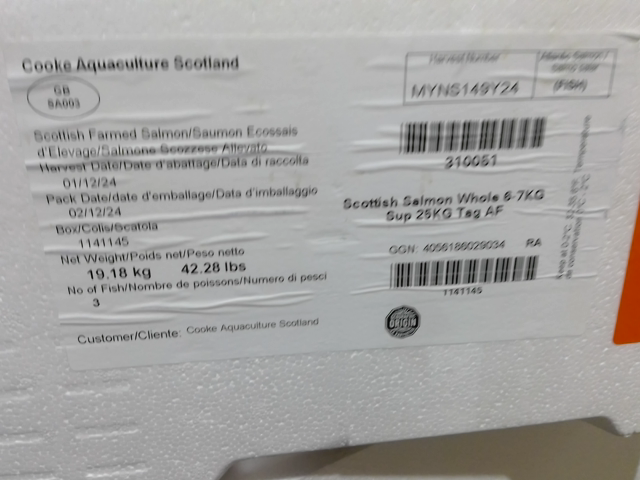 Cooke Aquaculture Scotland
GB
SA003
Scottish Farmed Salmon/Saumon Ecossais
d'Elevage/Salmone Scozzese Allevato
Harvest Date/Date d'abattage/Data di raccolta
01/12/24
Pack Date/date d'emballage/Data d'imballaggio
02/12/24
Box/Colis/Scatola
1141145
Net Weight/Poids net/Peso netto
19.18 kg 42.28 lbs
No of Fish/Nombre de poissons/Numero di pesci
3
Customer/Cliente: Cooke Aquaculture Scotland
Harvest Number
MYNS149Y24
(FISH)
310051
Scottish Salmon Whole 6-7KG
Sup 25KG Tag AF
GGN: 4056186029034 RA
1141145
ORIGIN